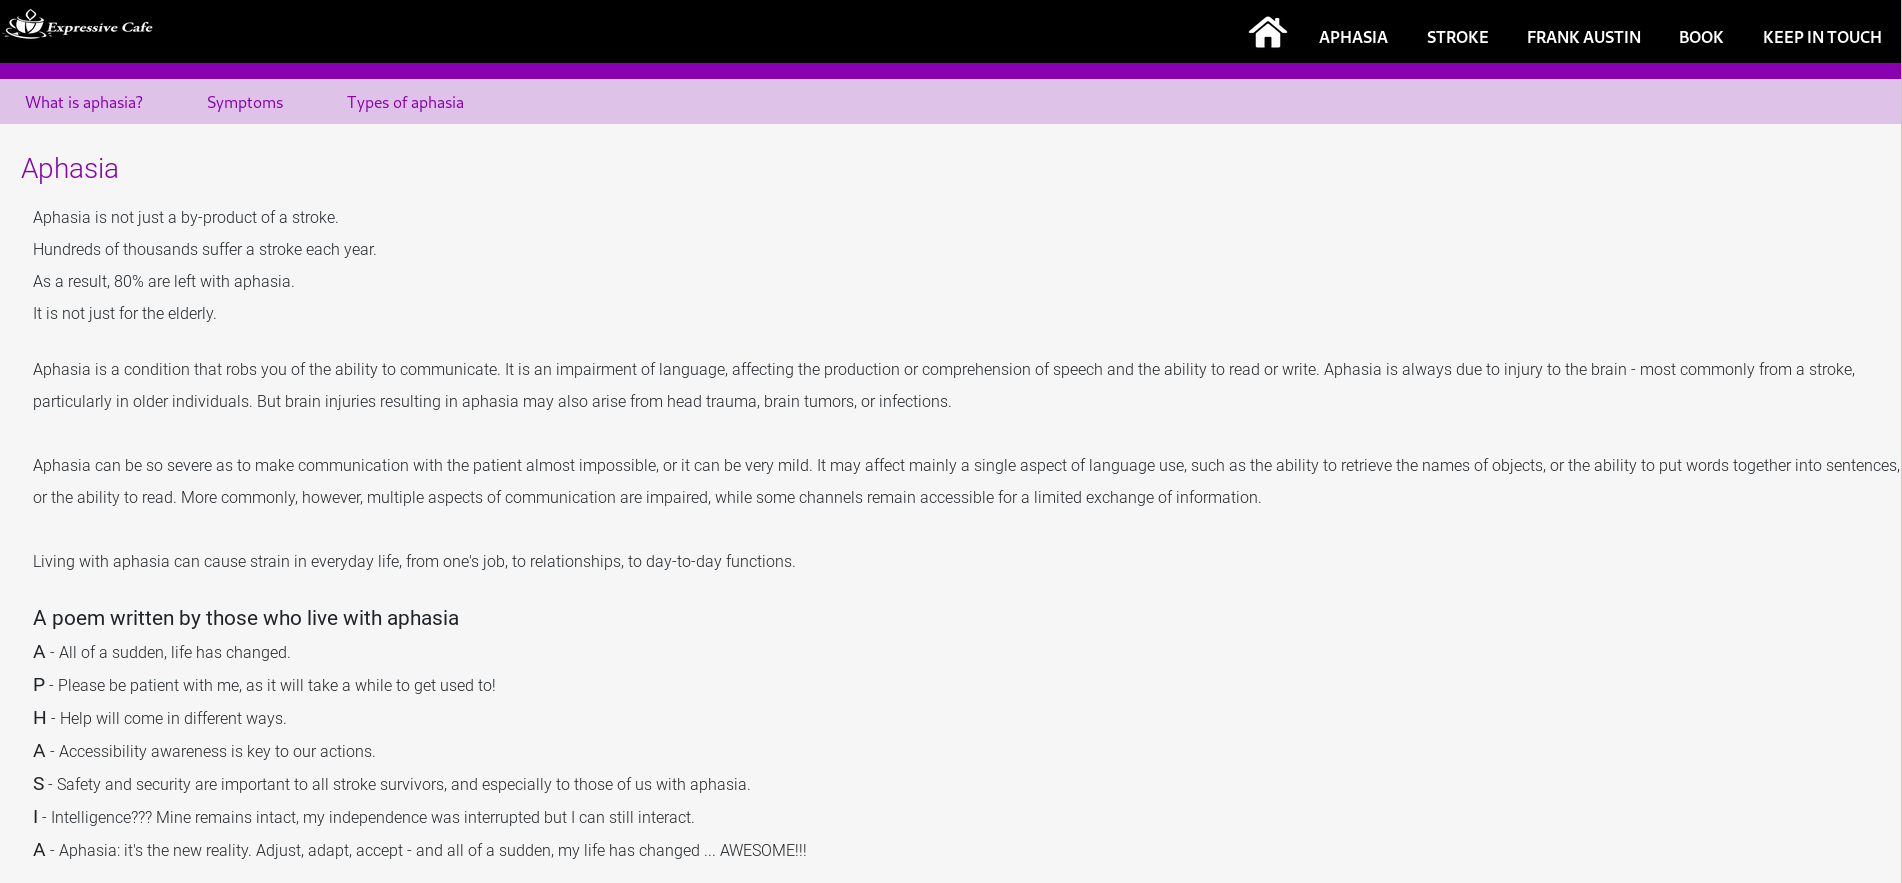 Expressive Cafe
APHASIA STROKE FRANK AUSTIN BOOK KEEP IN TOUCH
What is aphasia? Symptoms Types of aphasia
Aphasia
Aphasia is not just a by-product of a stroke.
Hundreds of thousands suffer a stroke each year.
As a result, 80% are left with aphasia.
It is not just for the elderly.
Aphasia is a condition that robs you of the ability to communicate. It is an impairment of language, affecting the production or comprehension of speech and the ability to read or write. Aphasia is always due to injury to the brain - most commonly from a stroke,
particularly in older individuals. But brain injuries resulting in aphasia may also arise from head trauma, brain tumors, or infections.
Aphasia can be so severe as to make communication with the patient almost impossible, or it can be very mild. It may affect mainly a single aspect of language use, such as the ability to retrieve the names of objects, or the ability to put words together into sentences,
or the ability to read. More commonly, however, multiple aspects of communication are impaired, while some channels remain accessible for a limited exchange of information.
Living with aphasia can cause strain in everyday life, from one's job, to relationships, to day-to-day functions.
A poem written by those who live with aphasia
A - All of a sudden, life has changed.
P - Please be patient with me, as it will take a while to get used to!
H - Help will come in different ways.
A - Accessibility awareness is key to our actions.
S - Safety and security are important to all stroke survivors, and especially to those of us with aphasia.
I - Intelligence??? Mine remains intact, my independence was interrupted but I can still interact.
A - Aphasia: it's the new reality. Adjust, adapt, accept - and all of a sudden, my life has changed ... AWESOME!!!